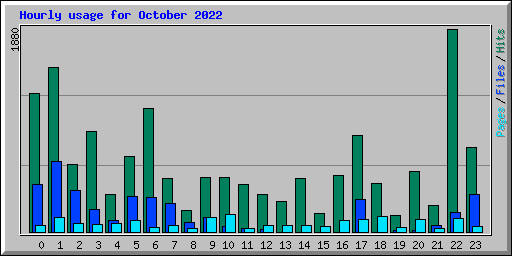 Hourly usage for October 2022
1880
Pages/Files/Hits
0 1 2 3 4 5 6 7 8 9 10 11 12 13 14 15 16 17 18 19 20 21 22 23